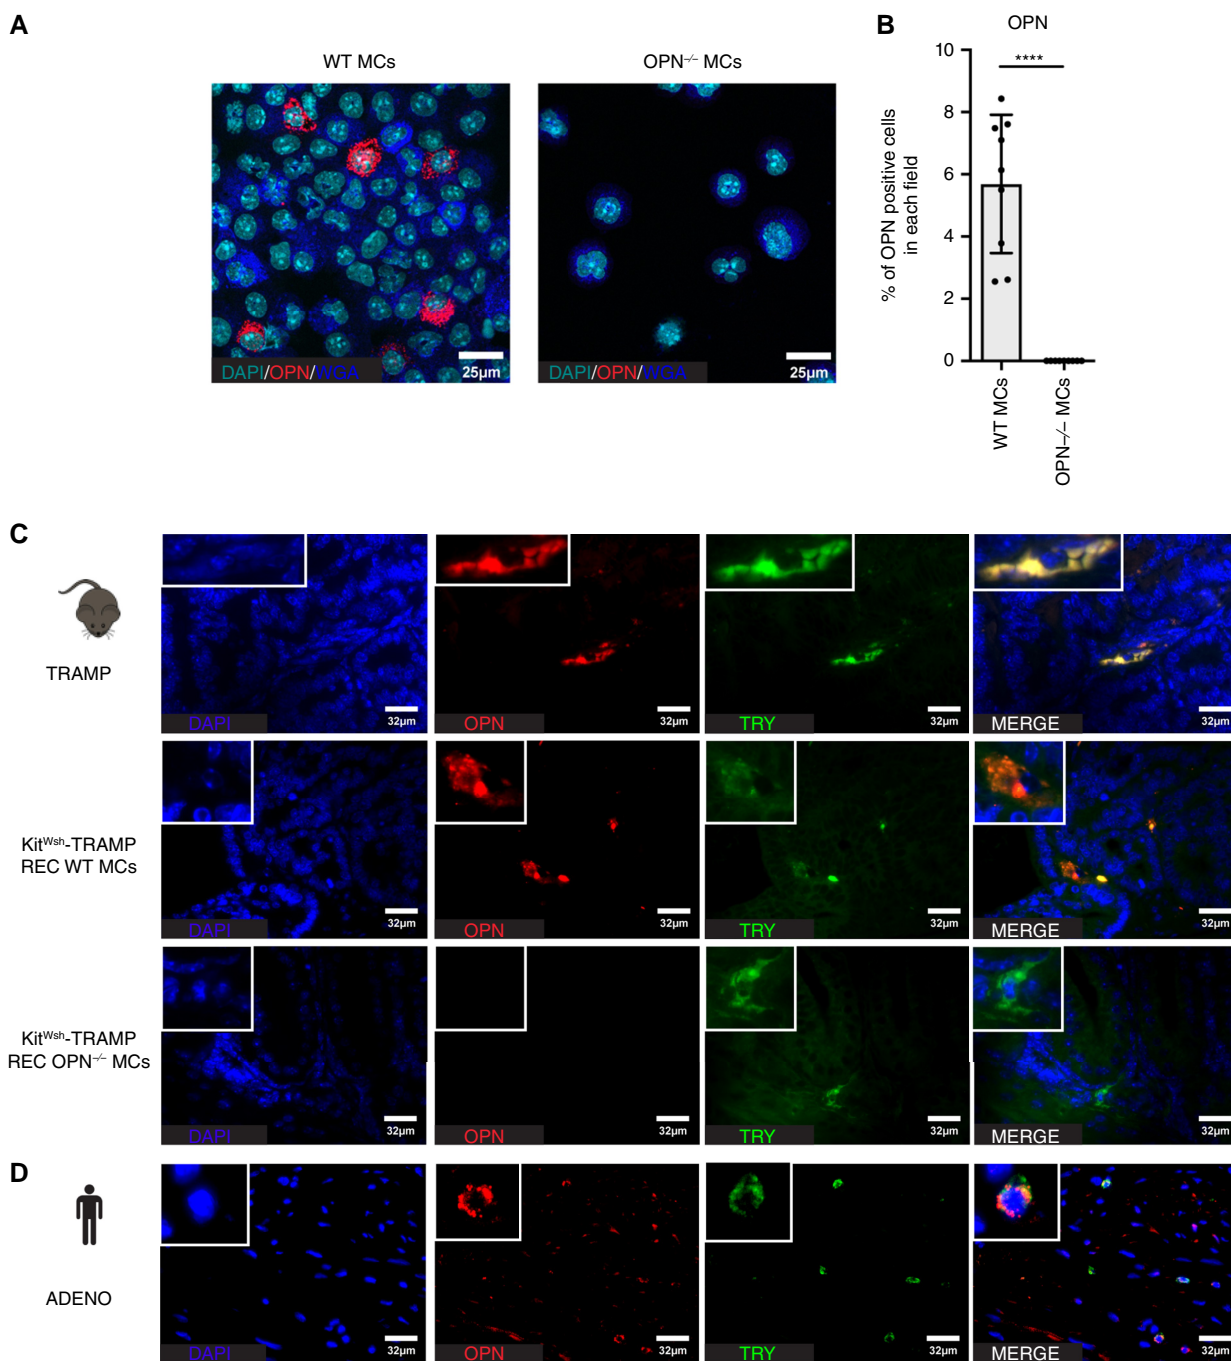 A
WT MCs
OPN–/– MCs
DAPI/OPN/WGA
25µm
DAPI/OPN/WGA
25µm
B
OPN
% of OPN positive cells
in each field
10
8
6
4
2
0
****
WT MCs
OPN–/– MCs
C
TRAMP
DAPI
32µm
OPN
32µm
TRY
32µm
MERGE
32µm
KitWsh-TRAMP
REC WT MCs
DAPI
32µm
OPN
32µm
TRY
32µm
MERGE
32µm
KitWsh-TRAMP
REC OPN–/– MCs
DAPI
32µm
OPN
32µm
TRY
32µm
MERGE
32µm
D
ADENO
DAPI
32µm
OPN
32µm
TRY
32µm
MERGE
32µm